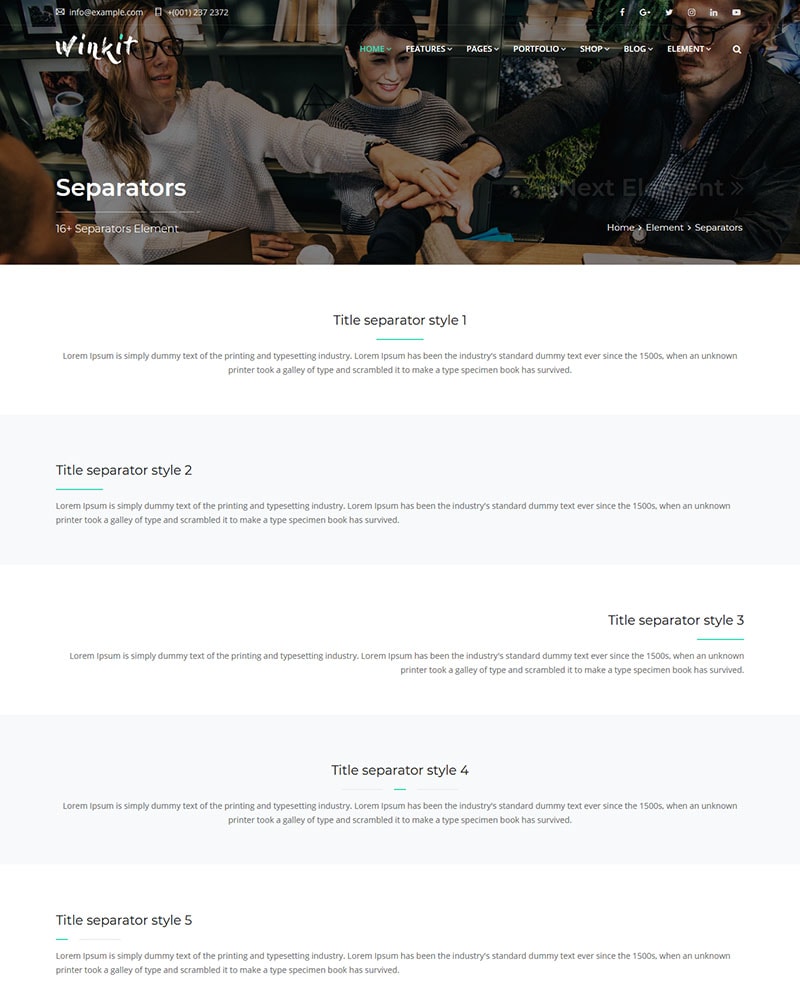 info@example.com +(001) 237 2372
winkit
HOME FEATURES PAGES PORTFOLIO SHOP BLOG ELEMENT
Separators
Next Element »
16+ Separators Element
Home > Element > Separators
Title separator style 1
Lorem Ipsum is simply dummy text of the printing and typesetting industry. Lorem Ipsum has been the industry's standard dummy text ever since the 1500s, when an unknown
printer took a galley of type and scrambled it to make a type specimen book has survived.
Title separator style 2
Lorem Ipsum is simply dummy text of the printing and typesetting industry. Lorem Ipsum has been the industry's standard dummy text ever since the 1500s, when an unknown
printer took a galley of type and scrambled it to make a type specimen book has survived.
Title separator style 3
Lorem Ipsum is simply dummy text of the printing and typesetting industry. Lorem Ipsum has been the industry's standard dummy text ever since the 1500s, when an unknown
printer took a galley of type and scrambled it to make a type specimen book has survived.
Title separator style 4
Lorem Ipsum is simply dummy text of the printing and typesetting industry. Lorem Ipsum has been the industry's standard dummy text ever since the 1500s, when an unknown
printer took a galley of type and scrambled it to make a type specimen book has survived.
Title separator style 5
Lorem Ipsum is simply dummy text of the printing and typesetting industry. Lorem Ipsum has been the industry's standard dummy text ever since the 1500s, when an unknown
printer took a galley of type and scrambled it to make a type specimen book has survived.